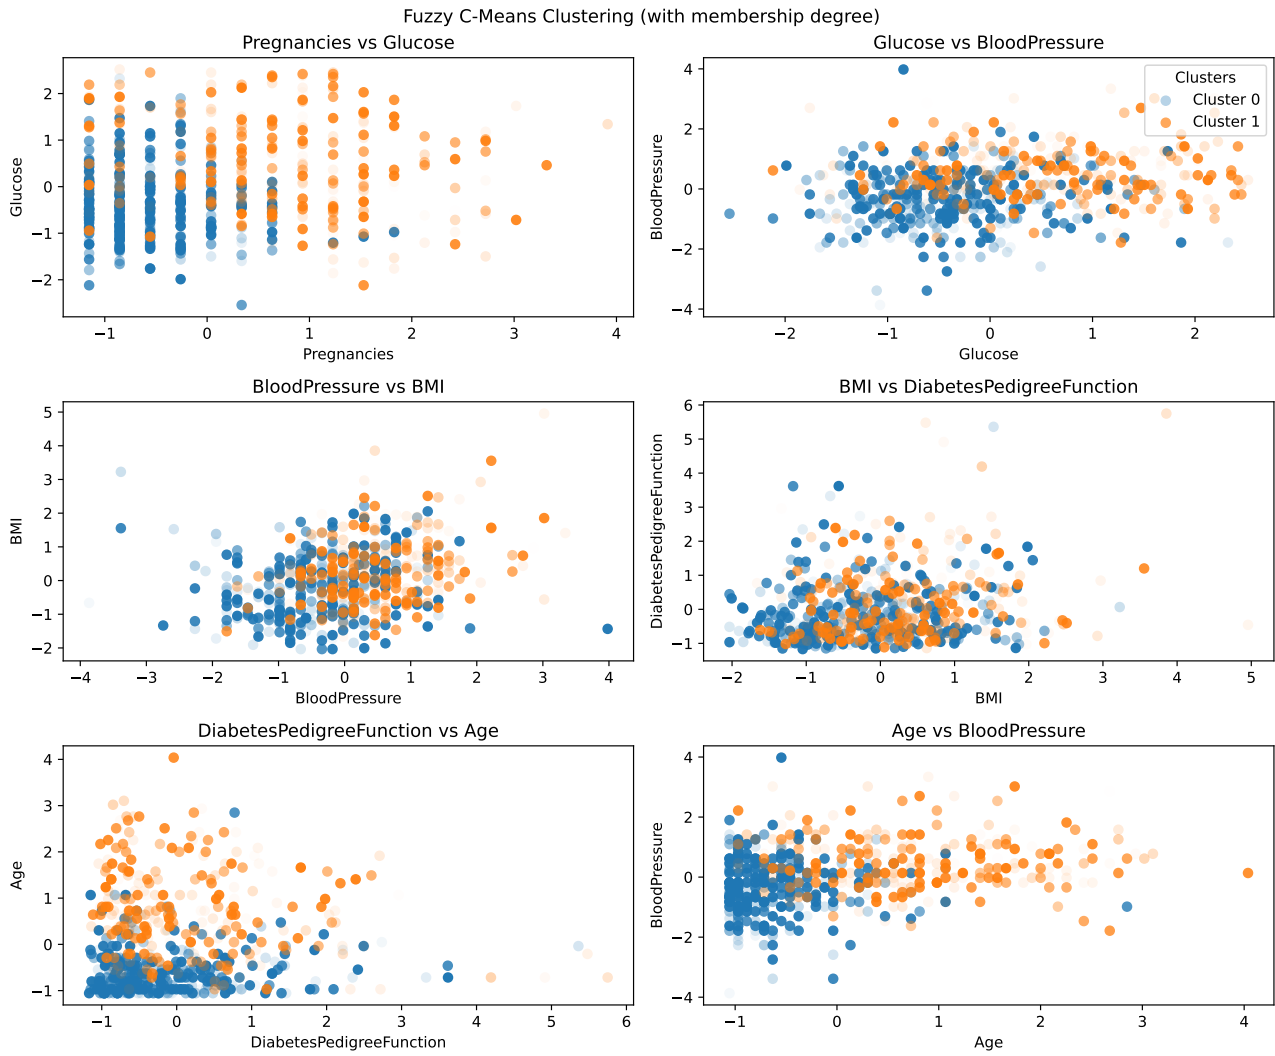 Fuzzy C-Means Clustering (with membership degree)
Pregnancies vs Glucose
Glucose
2
1
0
−1
−2
−1 0 1 2 3 4
Pregnancies
Glucose vs BloodPressure
BloodPressure
4
2
0
−2
−4
Clusters
Cluster 0
Cluster 1
−2 −1 0 1 2
Glucose
BloodPressure vs BMI
BMI
5
4
3
2
1
0
−1
−2
−4 −3 −2 −1 0 1 2 3 4
BloodPressure
BMI vs DiabetesPedigreeFunction
DiabetesPedigreeFunction
6
5
4
3
2
1
0
−1
−2 −1 0 1 2 3 4 5
BMI
DiabetesPedigreeFunction vs Age
Age
4
3
2
1
0
−1
−1 0 1 2 3 4 5 6
DiabetesPedigreeFunction
Age vs BloodPressure
BloodPressure
4
2
0
−2
−4
−1 0 1 2 3 4
Age